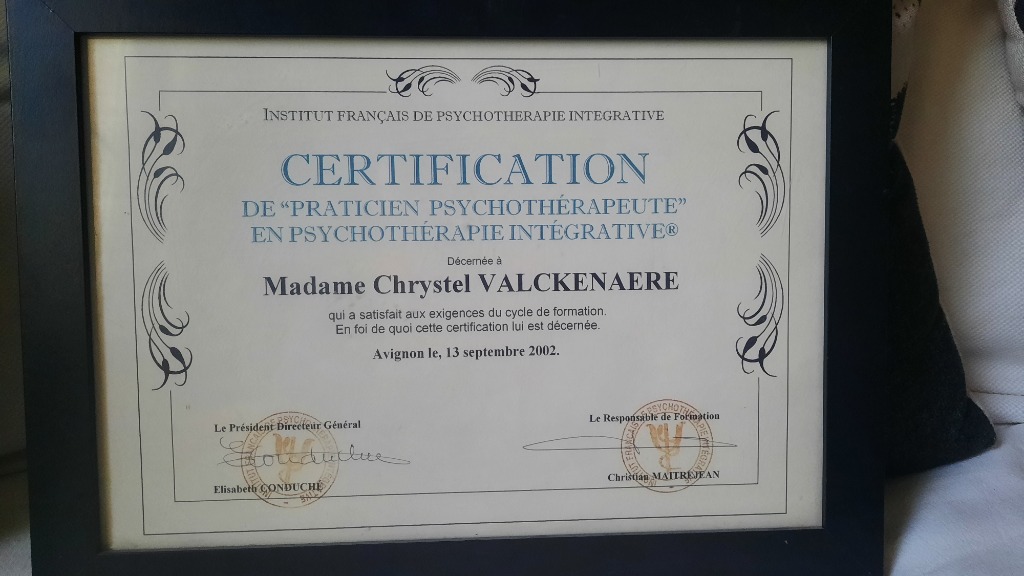 INSTITUT FRANÇAIS DE PSYCHOTHERAPIE INTEGRATIVE
CERTIFICATION
DE “PRATICIEN PSYCHOTHÉRAPEUTE”
EN PSYCHOTHÉRAPIE INTÉGRATIVE®
Décernée à
Madame Chrystel VALCKENAERE
qui a satisfait aux exigences du cycle de formation.
En foi de quoi cette certification lui est décernée.
Avignon le, 13 septembre 2002.
Le Président Directeur Général
Elisabeth CONDUCHÉ
Le Responsable de Formation
Christian MAITREJEAN